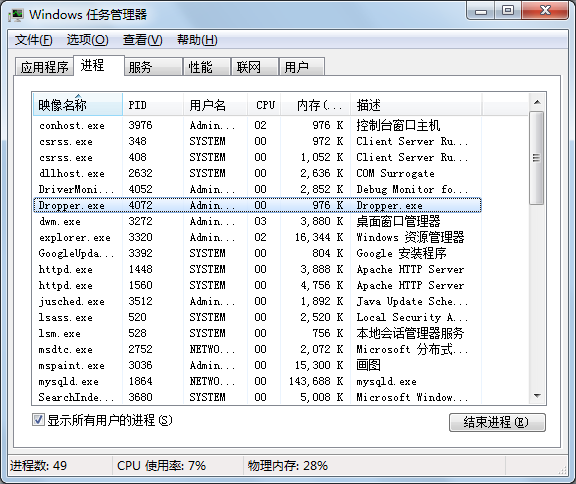 Windows 任务管理器
文件(F) 选项(O) 查看(V) 帮助(H)
应用程序 进程 服务 性能 联网 用户
映像名称 PID 用户名 CPU 内存(... 描述
conhost.exe 3976 Admin... 02 976 K 控制台窗口主机
csrss.exe 348 SYSTEM 00 972 K Client Server Ru...
csrss.exe 408 SYSTEM 00 1,052 K Client Server Ru...
dllhost.exe 2632 SYSTEM 00 2,636 K COM Surrogate
DriverMoni... 4052 Admin... 00 2,852 K Debug Monitor fo...
Dropper.exe 4072 Admin... 00 976 K Dropper.exe
dwm.exe 3272 Admin... 03 3,880 K 桌面窗口管理器
explorer.exe 3320 Admin... 02 16,344 K Windows 资源管理器
GoogleUpda... 3392 SYSTEM 00 804 K Google 安装程序
httpd.exe 1448 SYSTEM 00 3,888 K Apache HTTP Server
httpd.exe 1560 SYSTEM 00 4,756 K Apache HTTP Server
jusched.exe 3512 Admin... 00 1,892 K Java Update Sche...
lsass.exe 520 SYSTEM 00 2,520 K Local Security A...
lsm.exe 528 SYSTEM 00 756 K 本地会话管理器服务
msdtc.exe 2752 NETWO... 00 2,072 K Microsoft 分布式...
mspaint.exe 3036 Admin... 00 15,300 K 画图
mysqld.exe 1864 NETWO... 00 143,688 K mysqld.exe
SearchInde... 3680 SYSTEM 00 5,008 K Microsoft Window...
显示所有用户的进程(S) 结束进程(E)
进程数: 49 CPU 使用率: 7% 物理内存: 28%